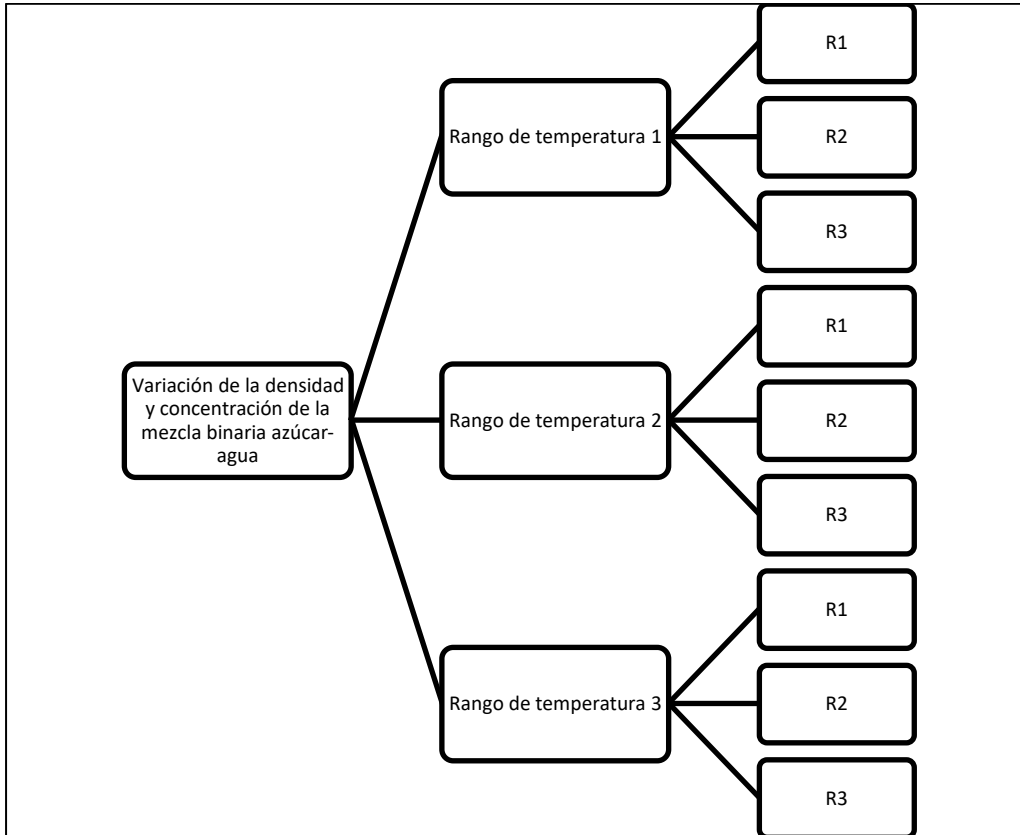 Variación de la densidad
y concentración de la
mezcla binaria azúcar-
agua
Rango de temperatura 1
R1
R2
R3
Rango de temperatura 2
R1
R2
R3
Rango de temperatura 3
R1
R2
R3